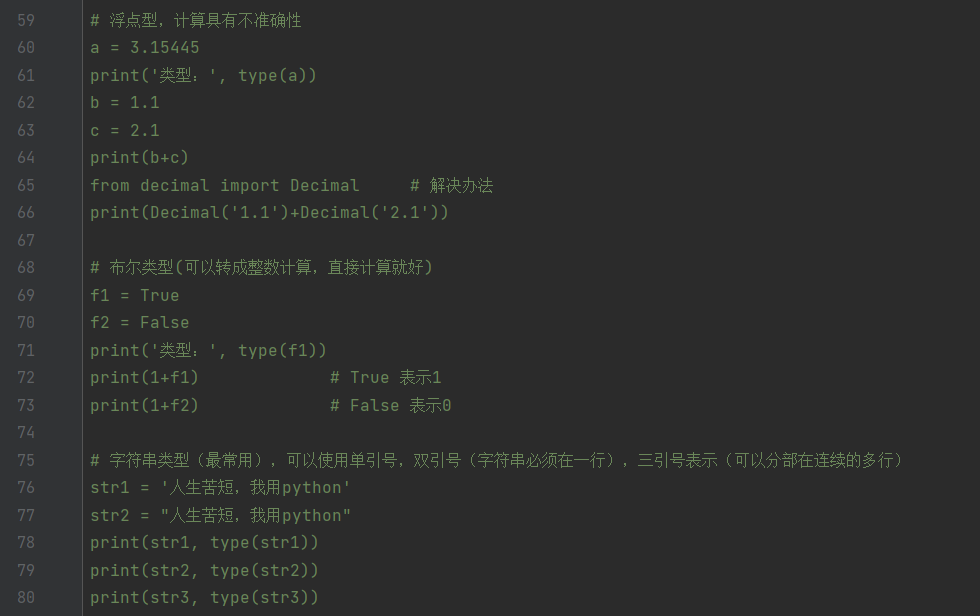 59 # 浮点型，计算具有不准确性
60 a = 3.15445
61 print('类型：', type(a))
62 b = 1.1
63 c = 2.1
64 print(b+c)
65 from decimal import Decimal     # 解决办法
66 print(Decimal('1.1')+Decimal('2.1'))
67
68 # 布尔类型(可以转成整数计算，直接计算就好)
69 f1 = True
70 f2 = False
71 print('类型：', type(f1))
72 print(1+f1)             # True 表示1
73 print(1+f2)             # False 表示0
74
75 # 字符串类型（最常用），可以使用单引号，双引号（字符串必须在一行），三引号表示（可以分部在连续的多行）
76 str1 = '人生苦短，我用python'
77 str2 = "人生苦短，我用python"
78 print(str1, type(str1))
79 print(str2, type(str2))
80 print(str3, type(str3))